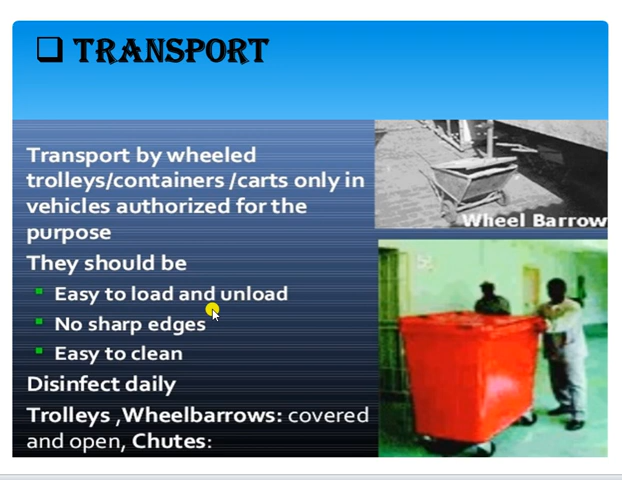 TRANSPORT
Transport by wheeled
trolleys/containers /carts only in
vehicles authorized for the
purpose
They should be
Easy to load and unload
No sharp edges
Easy to clean
Disinfect daily
Trolleys ,Wheelbarrows: covered
and open, Chutes:
Wheel Barrow